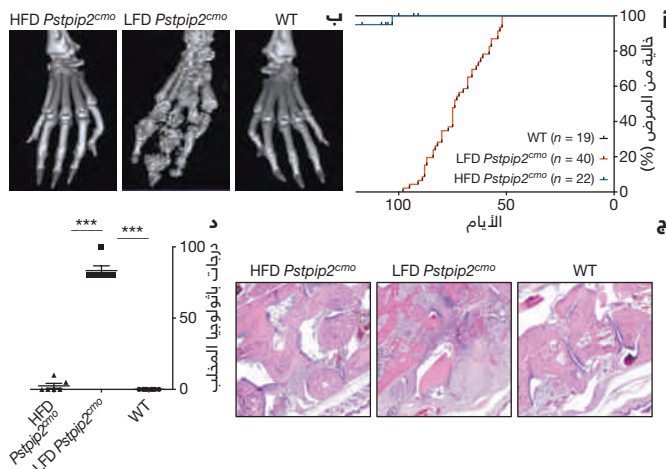 أ
100
80
60
40
20
0
خالية من المرض (%)
WT (n = 19)
LFD Pstpip2cmo (n = 40)
HFD Pstpip2cmo (n = 22)
0
50
100
الأيام
ب
HFD Pstpip2cmo
LFD Pstpip2cmo
WT
ج
HFD Pstpip2cmo
LFD Pstpip2cmo
WT
د
***
***
100
50
0
درجات باثولوجيا المخلب
HFD
Pstpip2cmo
LFD Pstpip2cmo
WT